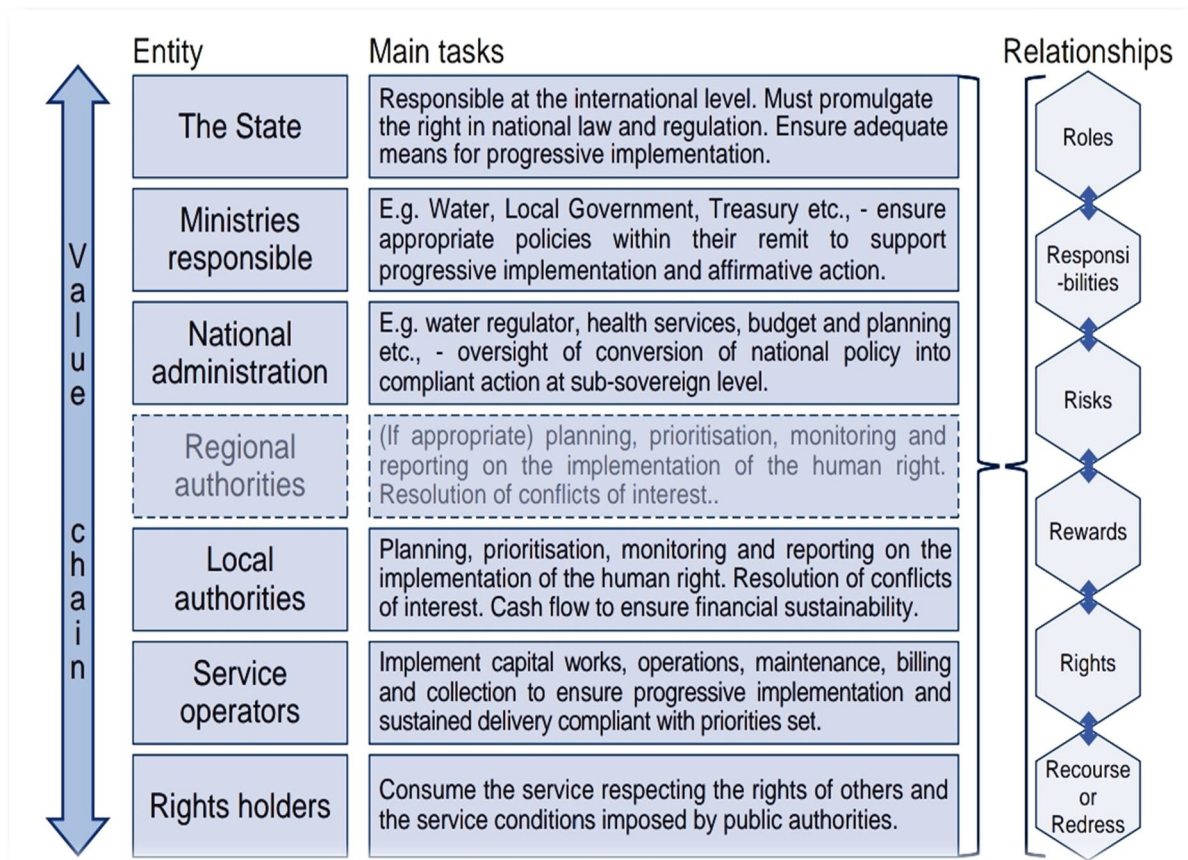 Entity
Main tasks
Relationships
Value chain
The State
Responsible at the international level. Must promulgate
the right in national law and regulation. Ensure adequate
means for progressive implementation.
Ministries
responsible
E.g. Water, Local Government, Treasury etc., - ensure
appropriate policies within their remit to support
progressive implementation and affirmative action.
National
administration
E.g. water regulator, health services, budget and planning
etc., - oversight of conversion of national policy into
compliant action at sub-sovereign level.
Regional
authorities
(If appropriate) planning, prioritisation, monitoring and
reporting on the implementation of the human right.
Resolution of conflicts of interest..
Local
authorities
Planning, prioritisation, monitoring and reporting on the
implementation of the human right. Resolution of conflicts
of interest. Cash flow to ensure financial sustainability.
Service
operators
Implement capital works, operations, maintenance, billing
and collection to ensure progressive implementation and
sustained delivery compliant with priorities set.
Rights holders
Consume the service respecting the rights of others and
the service conditions imposed by public authorities.
Roles
Responsi
-bilities
Risks
Rewards
Rights
Recourse
or
Redress